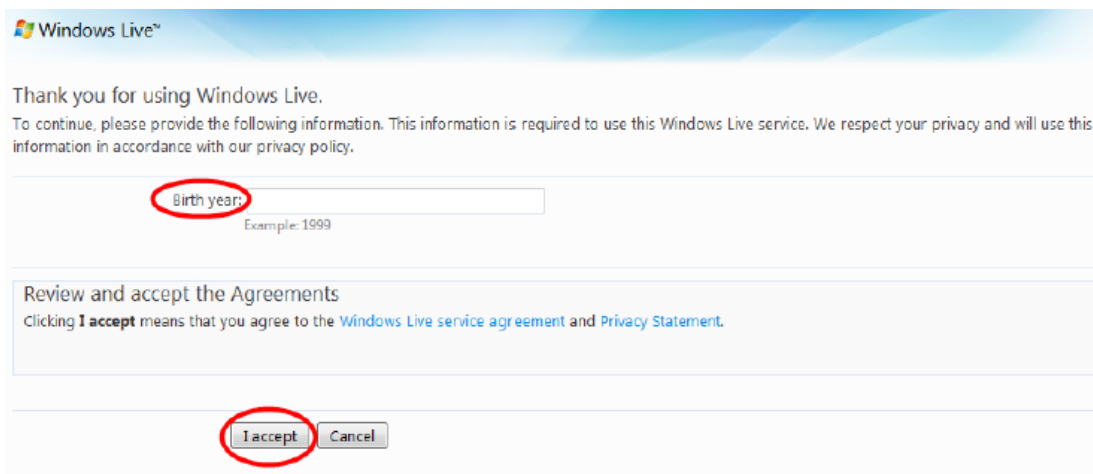 Windows Live™
Thank you for using Windows Live.
To continue, please provide the following information. This information is required to use this Windows Live service. We respect your privacy and will use this
information in accordance with our privacy policy.
Birth year:
Example: 1999
Review and accept the Agreements
Clicking I accept means that you agree to the Windows Live service agreement and Privacy Statement.
I accept Cancel